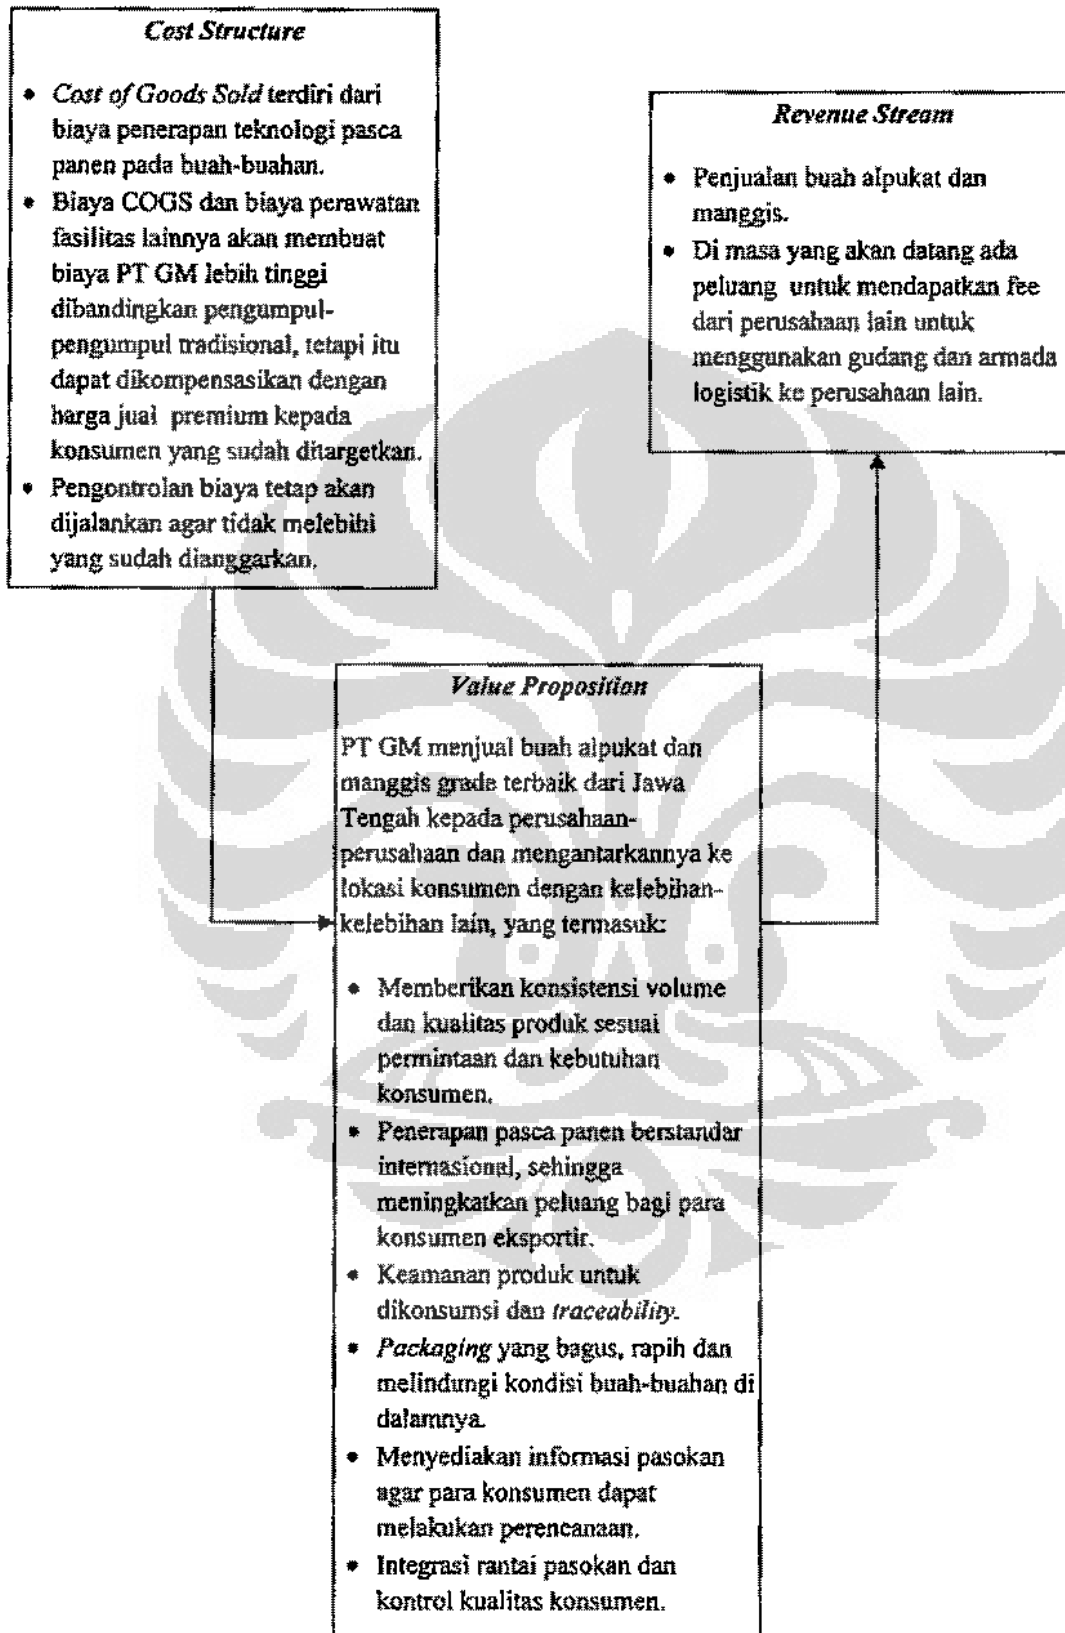 Cost Structure
• Cost of Goods Sold terdiri dari
biaya penerapan teknologi pasca
panen pada buah-buahan.
• Biaya COGS dan biaya perawatan
fasilitas lainnya akan membuat
biaya PT GM lebih tinggi
dibandingkan pengumpul-
pengumpul tradisional, tetapi itu
dapat dikompensasikan dengan
harga jual premium kepada
konsumen yang sudah ditargetkan.
• Pengontrolan biaya tetap akan
dijalankan agar tidak melebihi
yang sudah dianggarkan.
Revenue Stream
• Penjualan buah alpukat dan
manggis.
• Di masa yang akan datang ada
peluang untuk mendapatkan fee
dari perusahaan lain untuk
menggunakan gudang dan armada
logistik ke perusahaan lain.
Value Proposition
PT GM menjual buah alpukat dan
manggis grade terbaik dari Jawa
Tengah kepada perusahaan-
perusahaan dan mengantarkannya ke
lokasi konsumen dengan kelebihan-
kelebihan lain, yang termasuk:
• Memberikan konsistensi volume
dan kualitas produk sesuai
permintaan dan kebutuhan
konsumen.
• Penerapan pasca panen berstandar
internasional, sehingga
meningkatkan peluang bagi para
konsumen eksportir.
• Keamanan produk untuk
dikonsumsi dan traceability.
• Packaging yang bagus, rapih dan
melindungi kondisi buah-buahan di
dalamnya.
• Menyediakan informasi pasokan
agar para konsumen dapat
melakukan perencanaan.
• Integrasi rantai pasokan dan
kontrol kualitas konsumen.